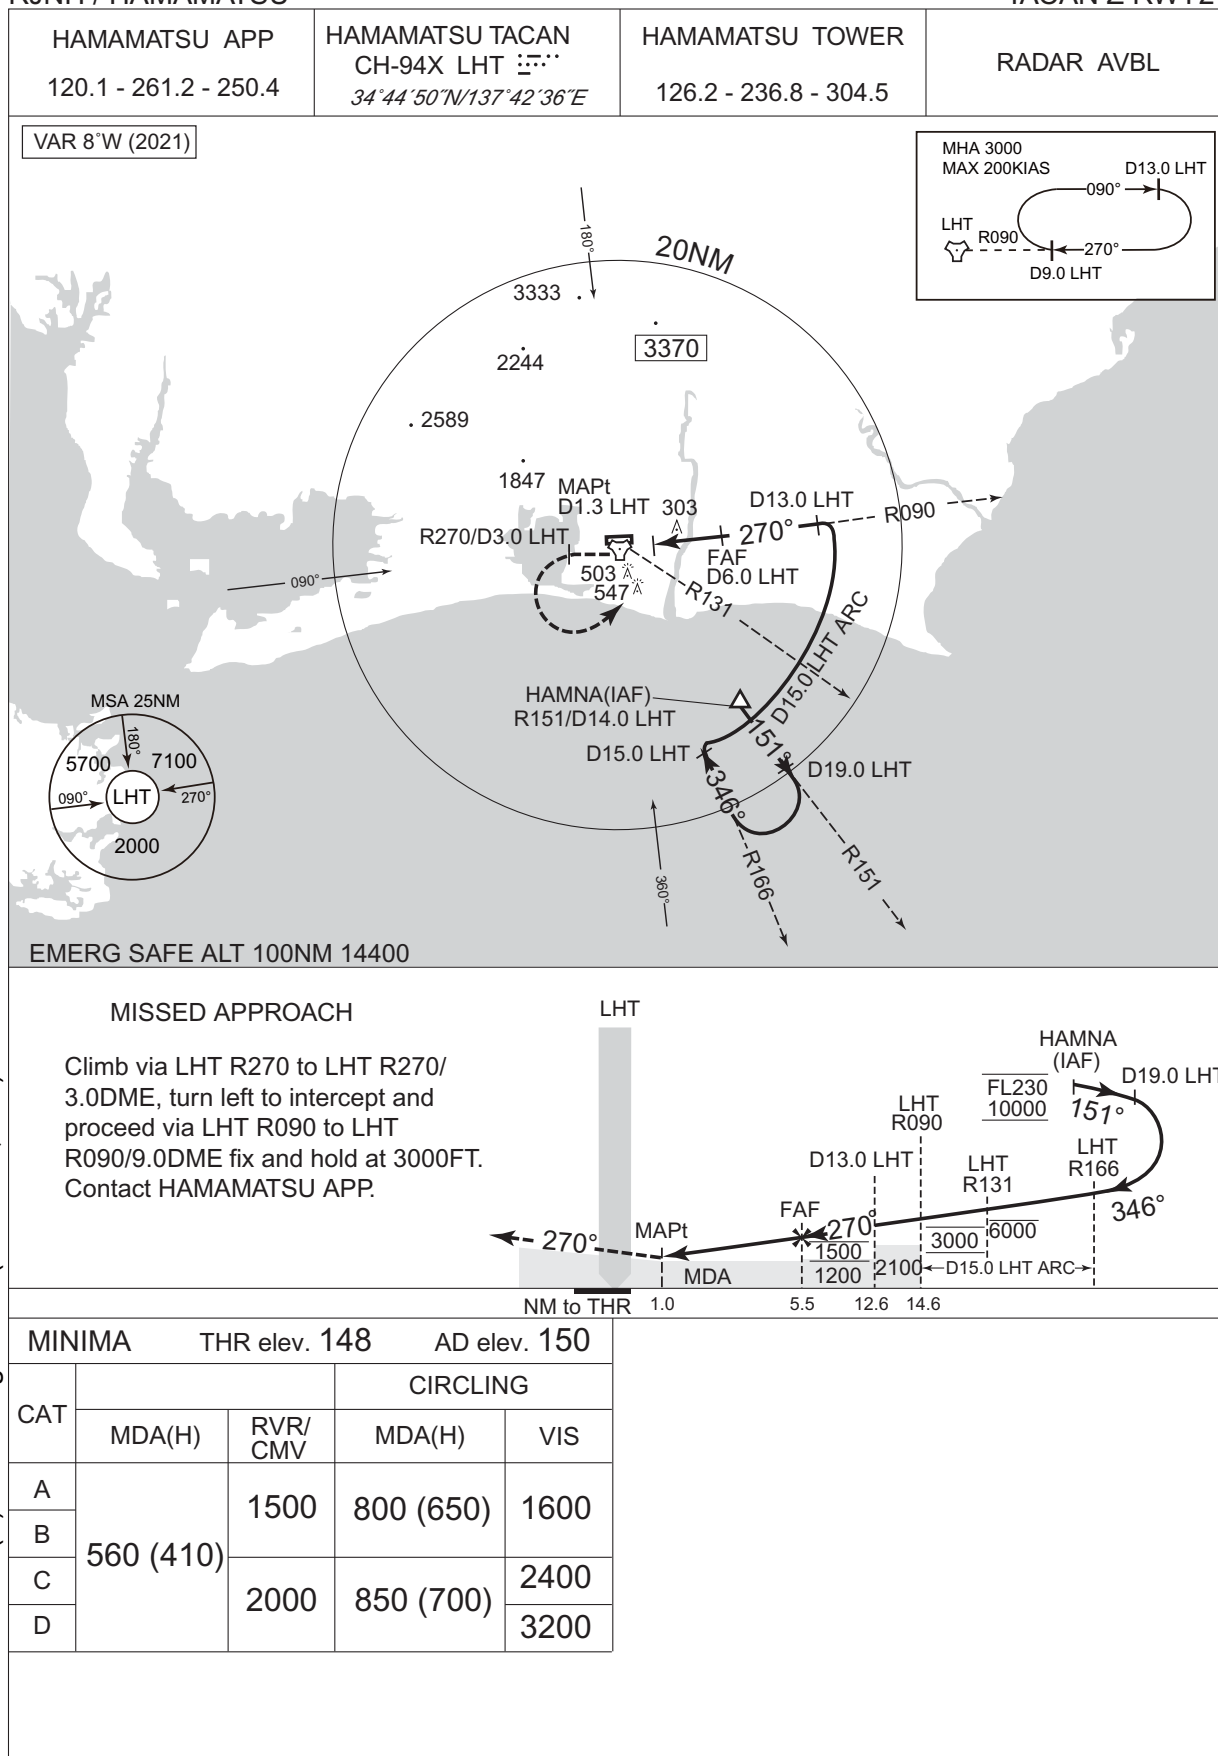 RJNH / HAMAMATSU
TACAN Z RWY2
HAMAMATSU APP
120.1 - 261.2 - 250.4
HAMAMATSU TACAN
CH-94X LHT
34°44´50˝N/137°42´36˝E
HAMAMATSU TOWER
126.2 - 236.8 - 304.5
RADAR AVBL
VAR 8°W (2021)
MHA 3000
MAX 200KIAS
D13.0 LHT
090°
LHT
R090
270°
D9.0 LHT
180°
20NM
3333
3370
2244
2589
1847
MAPt
D1.3 LHT
303
D13.0 LHT
R270/D3.0 LHT
270°
R090
FAF
D6.0 LHT
503
547
090°
R131
D15.0 LHT ARC
HAMNA(IAF)
R151/D14.0 LHT
151°
D15.0 LHT
D19.0 LHT
346°
R166
R151
360°
MSA 25NM
180°
5700
7100
090°
LHT
270°
2000
EMERG SAFE ALT 100NM 14400
MISSED APPROACH
Climb via LHT R270 to LHT R270/
3.0DME, turn left to intercept and
proceed via LHT R090 to LHT
R090/9.0DME fix and hold at 3000FT.
Contact HAMAMATSU APP.
LHT
HAMNA
(IAF)
D19.0 LHT
FL230
10000
151°
LHT
R090
D13.0 LHT
LHT
R131
LHT
R166
346°
FAF
270°
MAPt
270°
1500
1200
2100
3000
6000
D15.0 LHT ARC
MDA
NM to THR
1.0
5.5
12.6
14.6
MINIMA THR elev. 148 AD elev. 150
CAT
CIRCLING
MDA(H)
RVR/
CMV
MDA(H)
VIS
A
B
C
D
560 (410)
1500
2000
800 (650)
850 (700)
1600
2400
3200